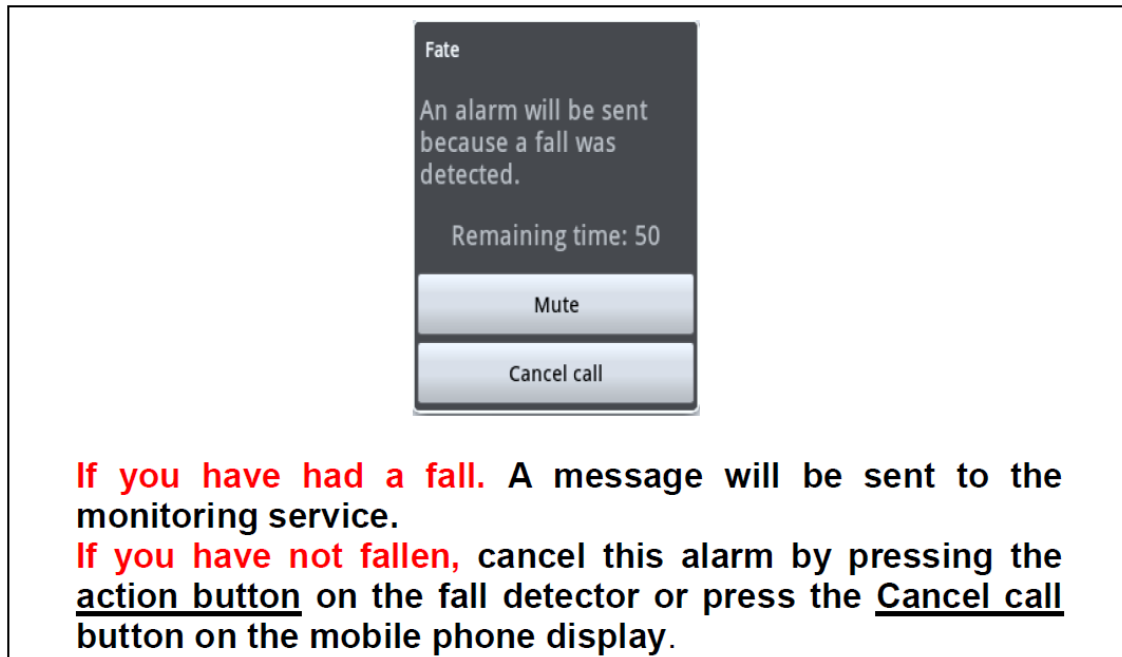 Fate
An alarm will be sent
because a fall was
detected.
Remaining time: 50
Mute
Cancel call
If you have had a fall. A message will be sent to the
monitoring service.
If you have not fallen, cancel this alarm by pressing the
action button on the fall detector or press the Cancel call
button on the mobile phone display.